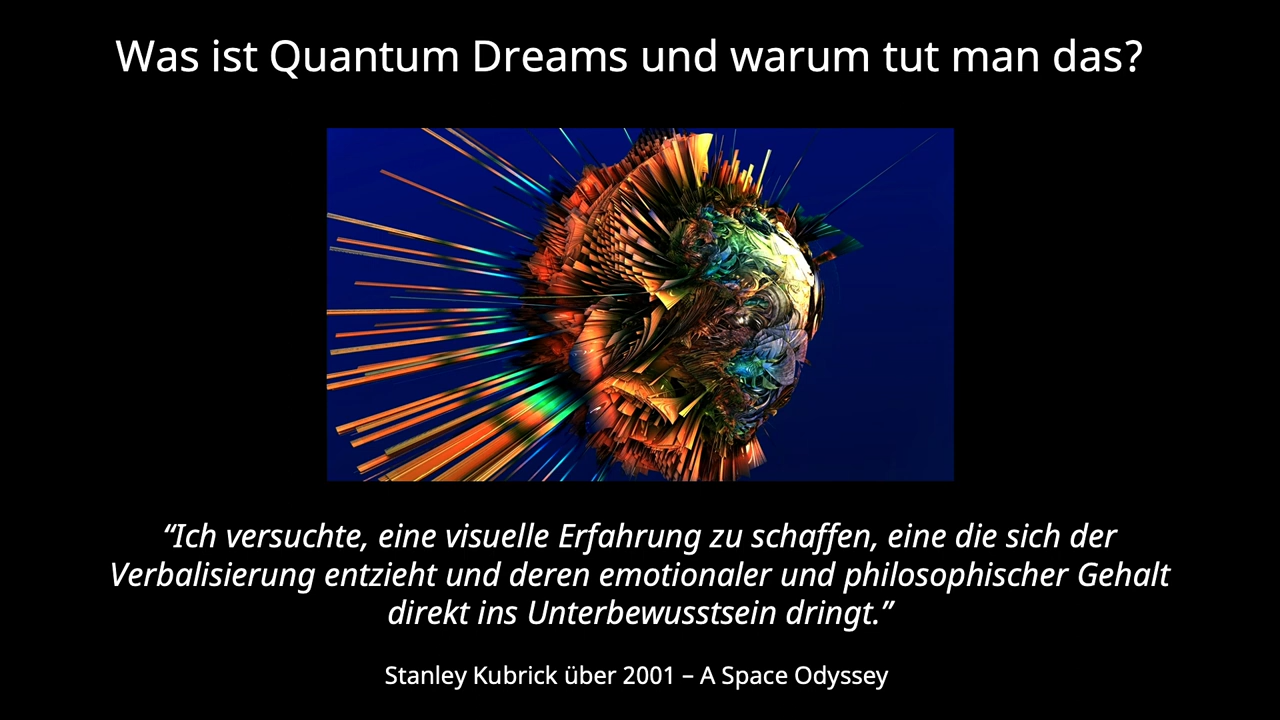 Was ist Quantum Dreams und warum tut man das?
“Ich versuchte, eine visuelle Erfahrung zu schaffen, eine die sich der
Verbalisierung entzieht und deren emotionaler und philosophischer Gehalt
direkt ins Unterbewusstsein dringt.”
Stanley Kubrick über 2001 – A Space Odyssey